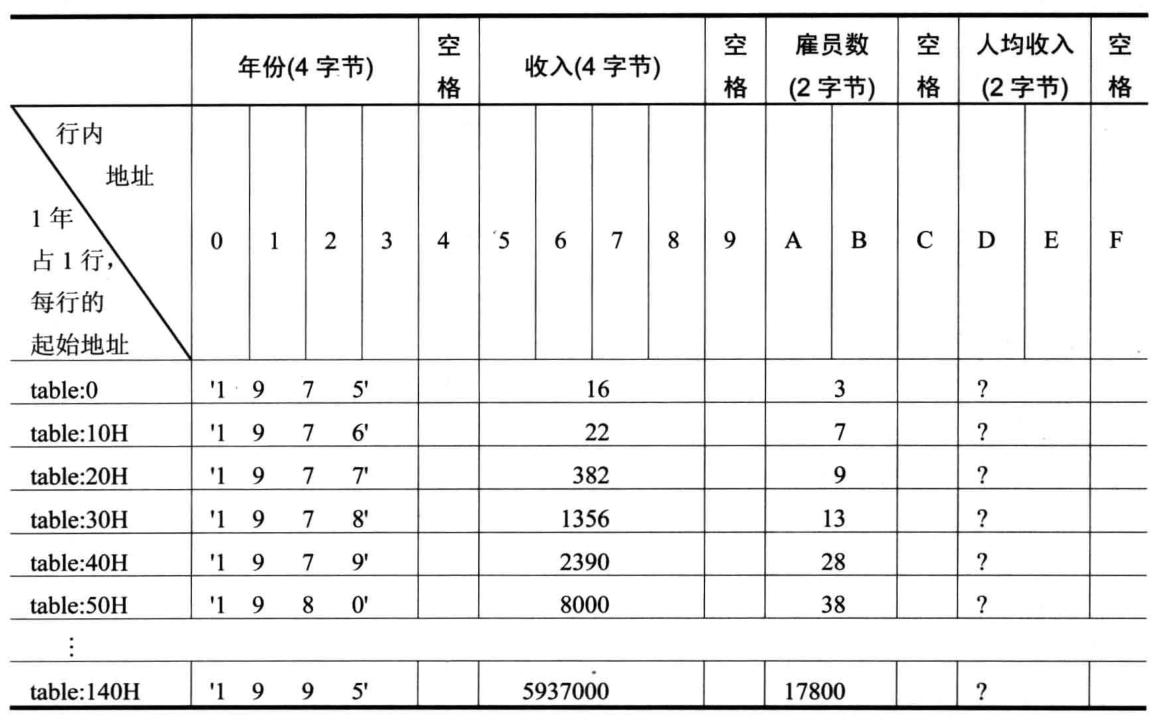 年份(4 字节) 空格 收入(4 字节) 空格 雇员数(2 字节) 空格 人均收入(2 字节) 空格
行内
地址
1 年
占 1 行，
每行的
起始地址
0 1 2 3 4 5 6 7 8 9 A B C D E F
table:0 '1 9 7 5' 16 3 ?
table:10H '1 9 7 6' 22 7 ?
table:20H '1 9 7 7' 382 9 ?
table:30H '1 9 7 8' 1356 13 ?
table:40H '1 9 7 9' 2390 28 ?
table:50H '1 9 8 0' 8000 38 ?
⋮
table:140H '1 9 9 5' 5937000 17800 ?